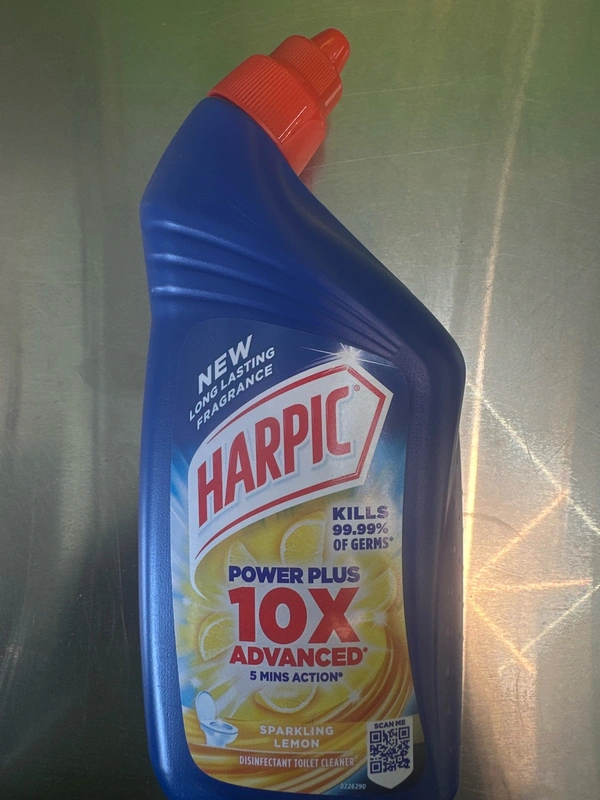 NEW
LONG LASTING
FRAGRANCE
HARPIC®
KILLS
99.99%
OF GERMS*
POWER PLUS
10X
ADVANCED*
5 MINS ACTION*
SPARKLING
LEMON
DISINFECTANT TOILET CLEANER
SCAN ME
3226290